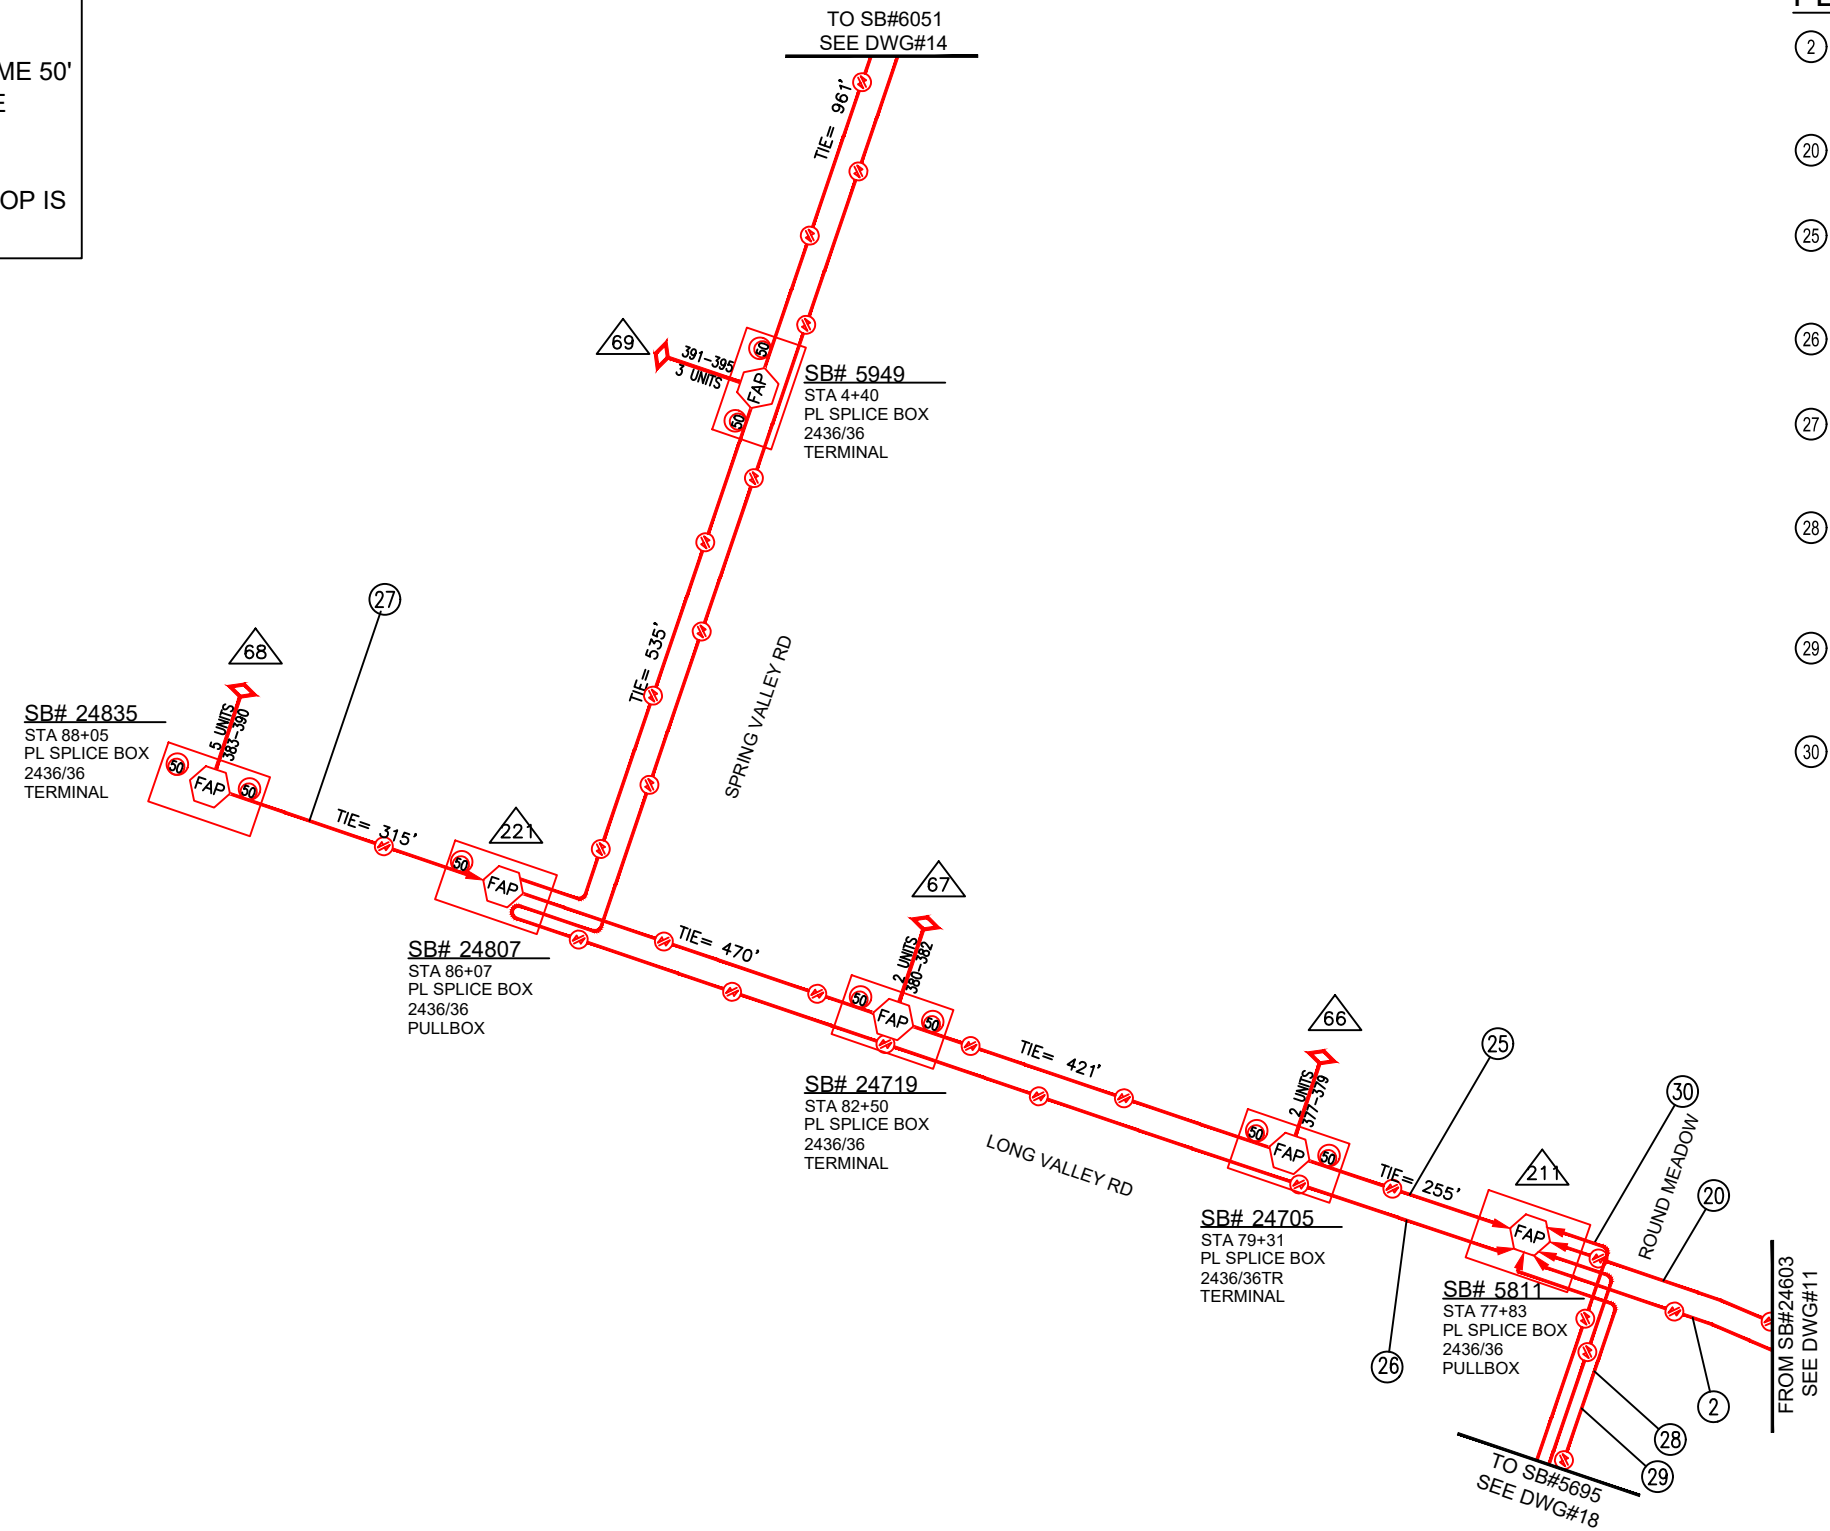 TO SB#6051
SEE DWG#14
ME 50'
E
OP IS
2
20
25
26
27
28
29
30
TIE= 961'
69
391-395
3 UNITS
50
FAP
50
SB# 5949
STA 4+40
PL SPLICE BOX
2436/36
TERMINAL
27
TIE= 535'
SPRING VALLEY RD
68
5 UNITS
383-390
SB# 24835
STA 88+05
PL SPLICE BOX
2436/36
TERMINAL
50
FAP
50
TIE= 315'
221
50
FAP
SB# 24807
STA 86+07
PL SPLICE BOX
2436/36
PULLBOX
TIE= 470'
67
2 UNITS
380-382
50
FAP
50
SB# 24719
STA 82+50
PL SPLICE BOX
2436/36
TERMINAL
TIE= 421'
LONG VALLEY RD
66
2 UNITS
377-379
50
FAP
50
SB# 24705
STA 79+31
PL SPLICE BOX
2436/36TR
TERMINAL
25
TIE= 255'
26
30
ROUND MEADOW
20
211
FAP
SB# 5811
STA 77+83
PL SPLICE BOX
2436/36
PULLBOX
2
28
29
FROM SB#24603
SEE DWG#11
TO SB#5695
SEE DWG#18